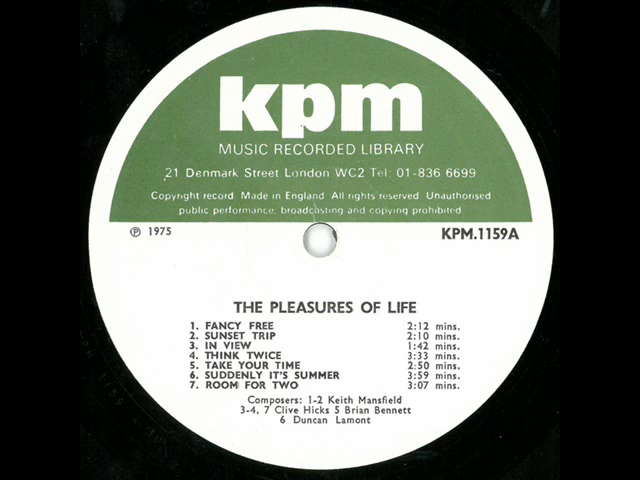 kpm
MUSIC RECORDED LIBRARY
21 Denmark Street London WC2 Tel: 01-836 6699
Copyright record. Made in England. All rights reserved. Unauthorised
public performance, broadcasting and copying prohibited
℗ 1975 KPM.1159A
THE PLEASURES OF LIFE
1. FANCY FREE 2:12 mins.
2. SUNSET TRIP 2:10 mins.
3. IN VIEW 1:42 mins.
4. THINK TWICE 3:33 mins.
5. TAKE YOUR TIME 2:50 mins.
6. SUDDENLY IT'S SUMMER 3:59 mins.
7. ROOM FOR TWO 3:07 mins.
Composers: 1-2 Keith Mansfield
3-4, 7 Clive Hicks 5 Brian Bennett
6 Duncan Lamont